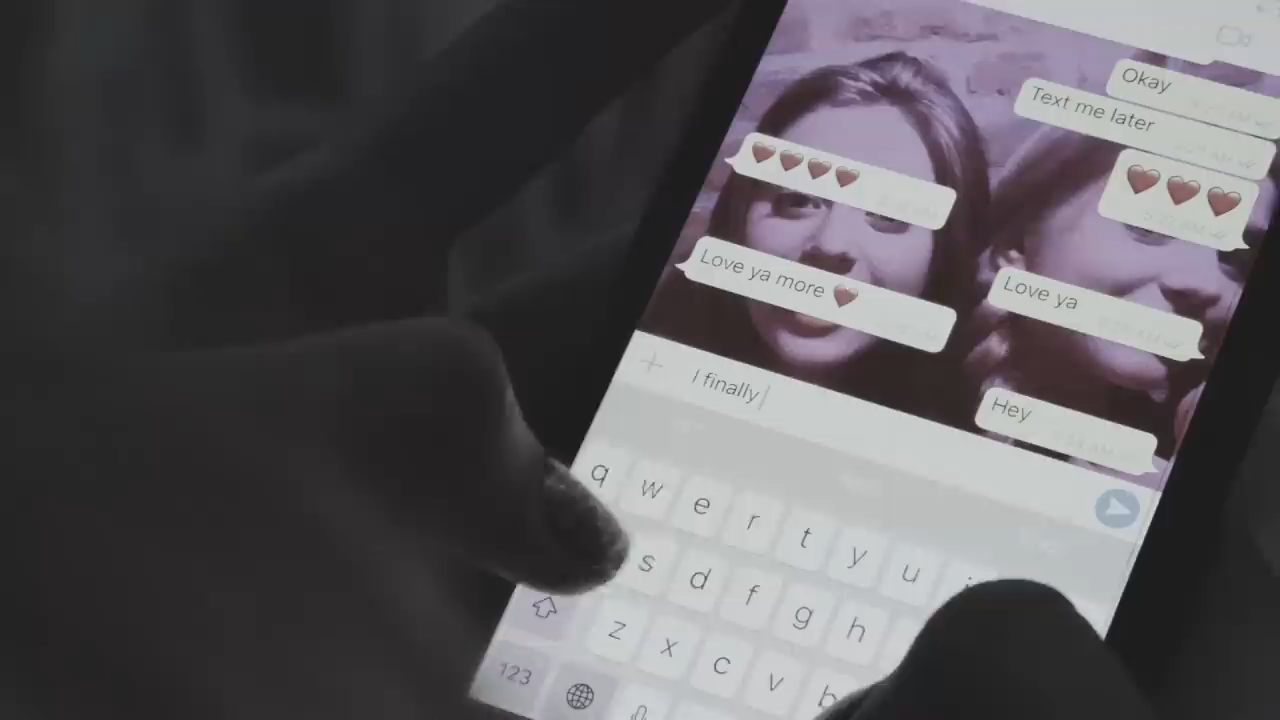 Okay
Text me later
❤❤❤
❤❤❤❤
Love ya
Love ya more ❤
Hey
I finally
q w e r t y u
s d f g h
z x c v b
123